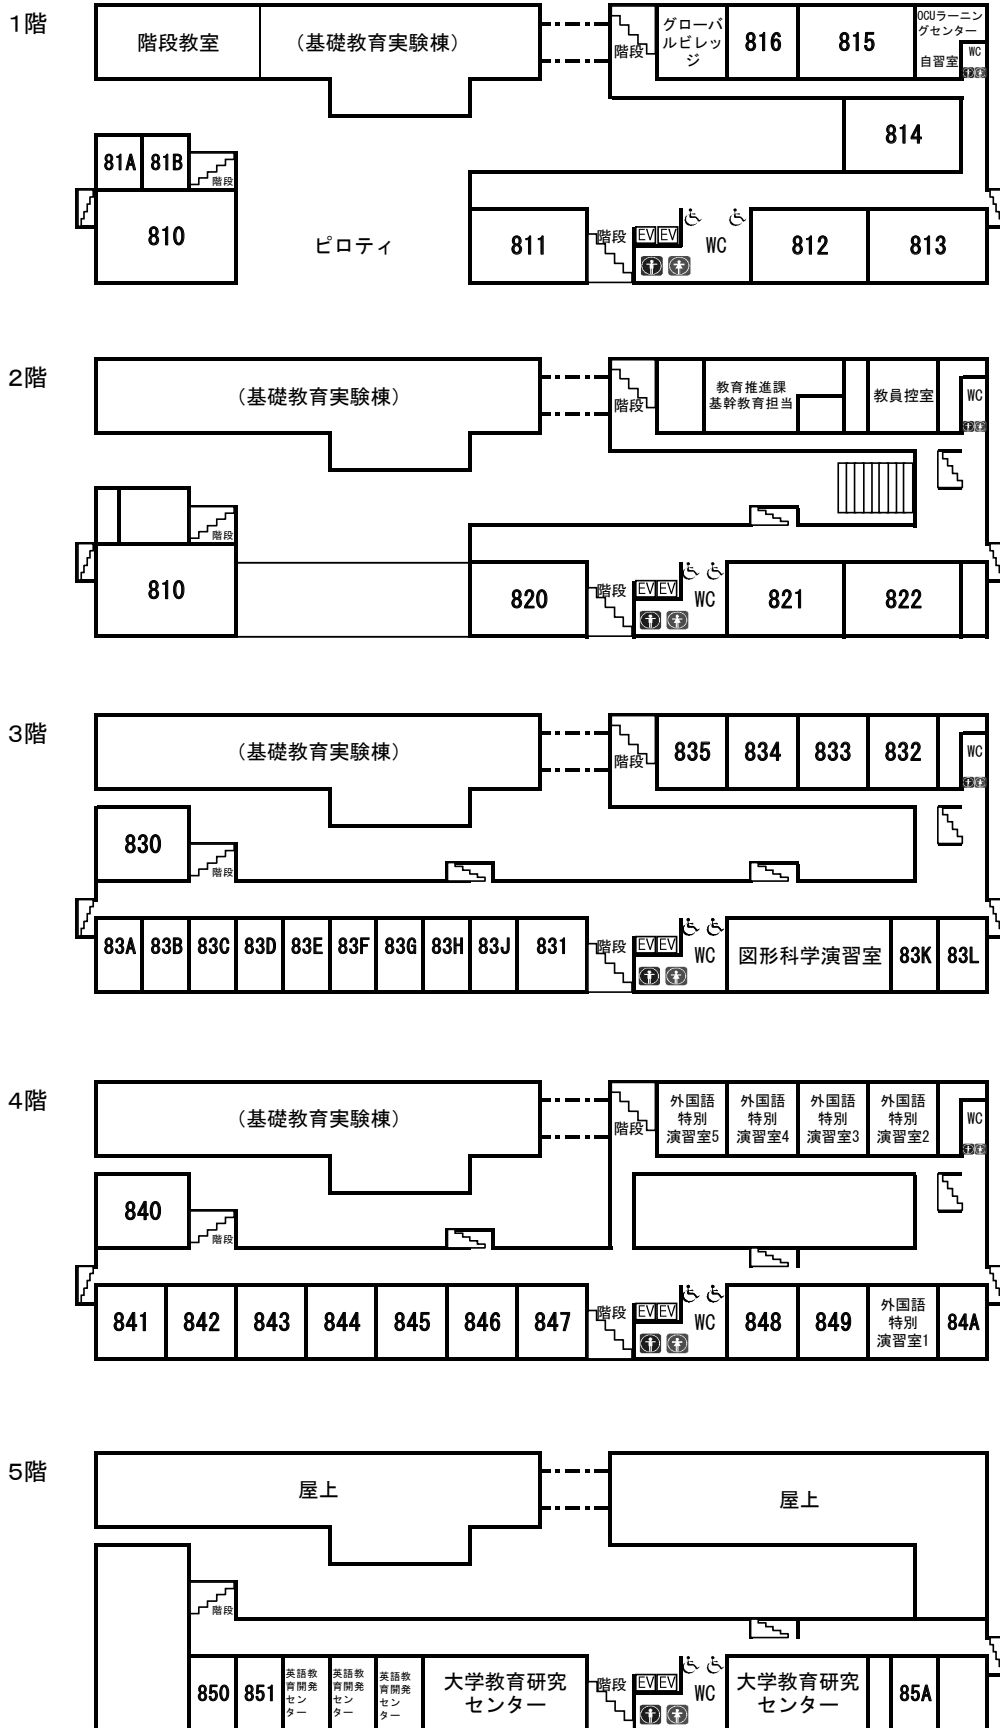 1階
階段教室
(基礎教育実験棟)
階段
グローバ
ルビレッ
ジ
816
815
OCUラーニン
グセンター
自習室
WC
814
81A
81B
階段
810
ピロティ
811
階段
EV
EV
WC
812
813
2階
(基礎教育実験棟)
階段
教育推進課
基幹教育担当
教員控室
WC
階段
810
820
階段
EV
EV
WC
821
822
3階
(基礎教育実験棟)
階段
835
834
833
832
WC
830
階段
83A
83B
83C
83D
83E
83F
83G
83H
83J
831
階段
EV
EV
WC
図形科学演習室
83K
83L
4階
(基礎教育実験棟)
階段
外国語
特別
演習室5
外国語
特別
演習室4
外国語
特別
演習室3
外国語
特別
演習室2
WC
840
階段
841
842
843
844
845
846
847
階段
EV
EV
WC
848
849
外国語
特別
演習室1
84A
5階
屋上
屋上
階段
850
851
英語教
育開発
セン
ター
英語教
育開発
セン
ター
英語教
育開発
セン
ター
大学教育研究
センター
階段
EV
EV
WC
大学教育研究
センター
85A